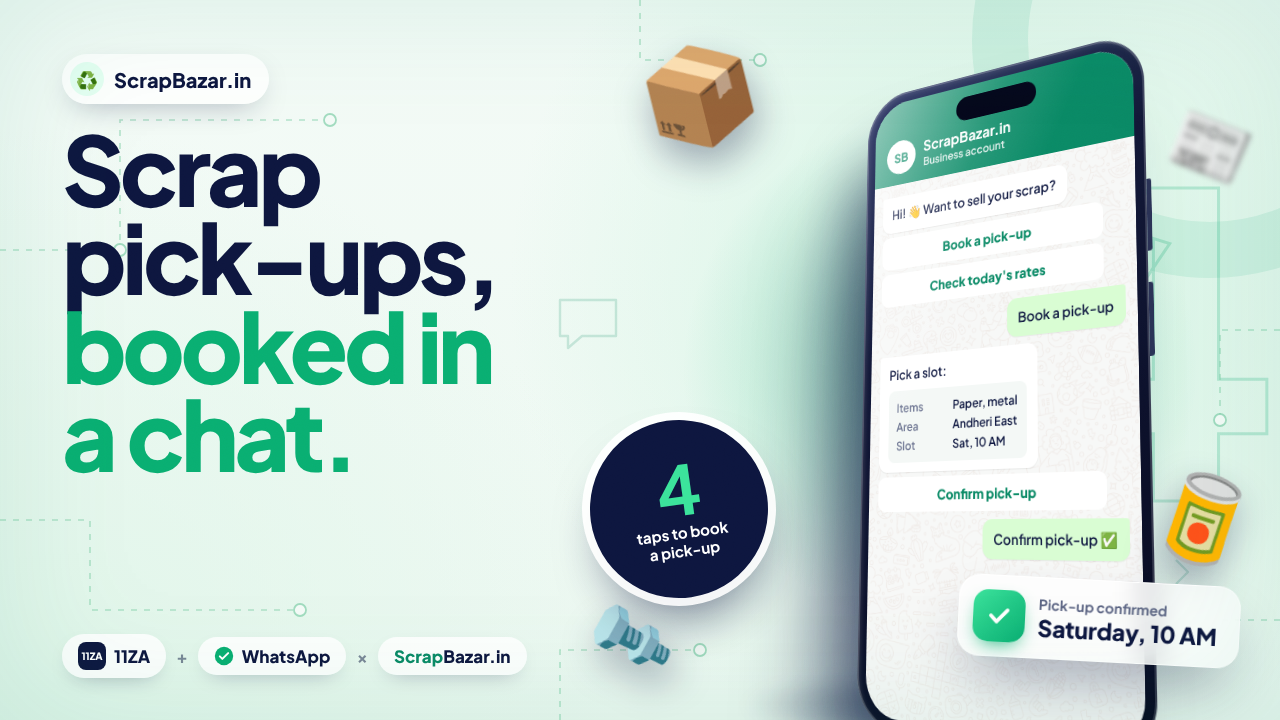 ScrapBazar.in
Scrap
pick-ups,
booked in
a chat.
4
taps to book
a pick-up
11ZA 11ZA + WhatsApp × ScrapBazar.in
SB
ScrapBazar.in
Business account
Hi! 👋 Want to sell your scrap?
Book a pick-up
Check today's rates
Book a pick-up
Pick a slot:
Items Paper, metal
Area Andheri East
Slot Sat, 10 AM
Confirm pick-up
Confirm pick-up ✅
Pick-up confirmed
Saturday, 10 AM